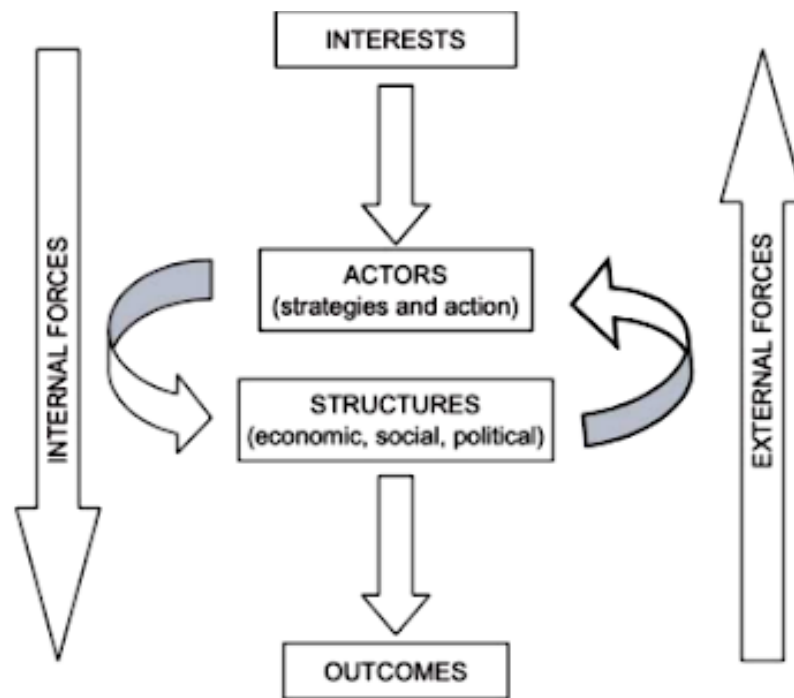 INTERESTS
INTERNAL FORCES
ACTORS
(strategies and action)
STRUCTURES
(economic, social, political)
EXTERNAL FORCES
OUTCOMES